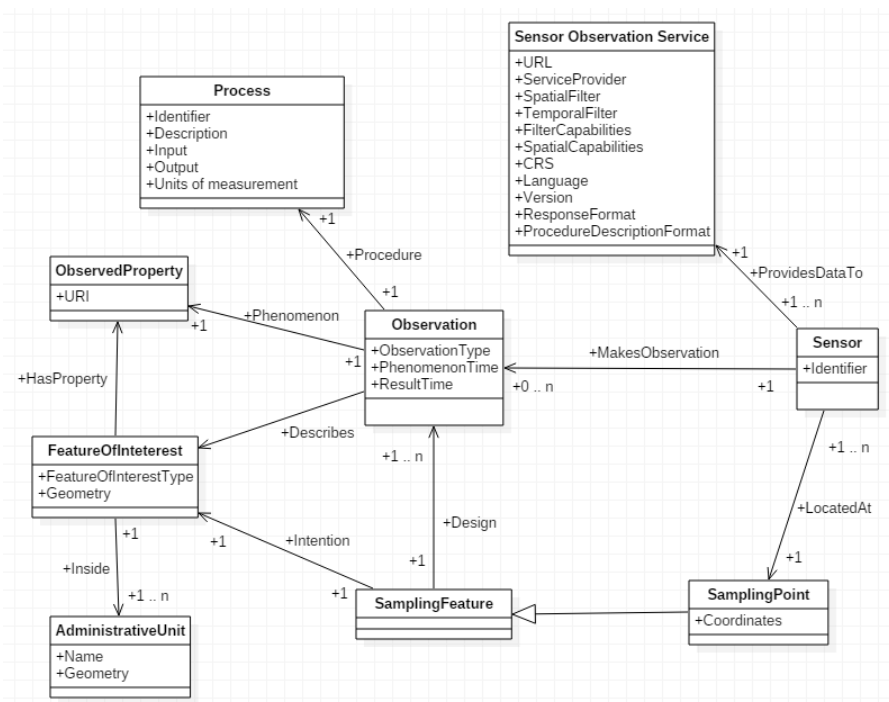 Sensor Observation Service
+URL
+ServiceProvider
+SpatialFilter
+TemporalFilter
+FilterCapabilities
+SpatialCapabilities
+CRS
+Language
+Version
+ResponseFormat
+ProcedureDescriptionFormat
Process
+Identifier
+Description
+Input
+Output
+Units of measurement
+1
+Procedure
+1
+1
+ProvidesDataTo
+1 .. n
ObservedProperty
+URI
+Phenomenon
+1
+1
Observation
+ObservationType
+PhenomenonTime
+ResultTime
+MakesObservation
+0 .. n
+1
Sensor
+Identifier
+HasProperty
+Describes
+1 .. n
+1 .. n
FeatureOfInteterest
+FeatureOfInterestType
+Geometry
+LocatedAt
+Design
+Intention
+1
+1
+1
+1
+1
+Inside
+1 .. n
SamplingFeature
SamplingPoint
+Coordinates
AdministrativeUnit
+Name
+Geometry